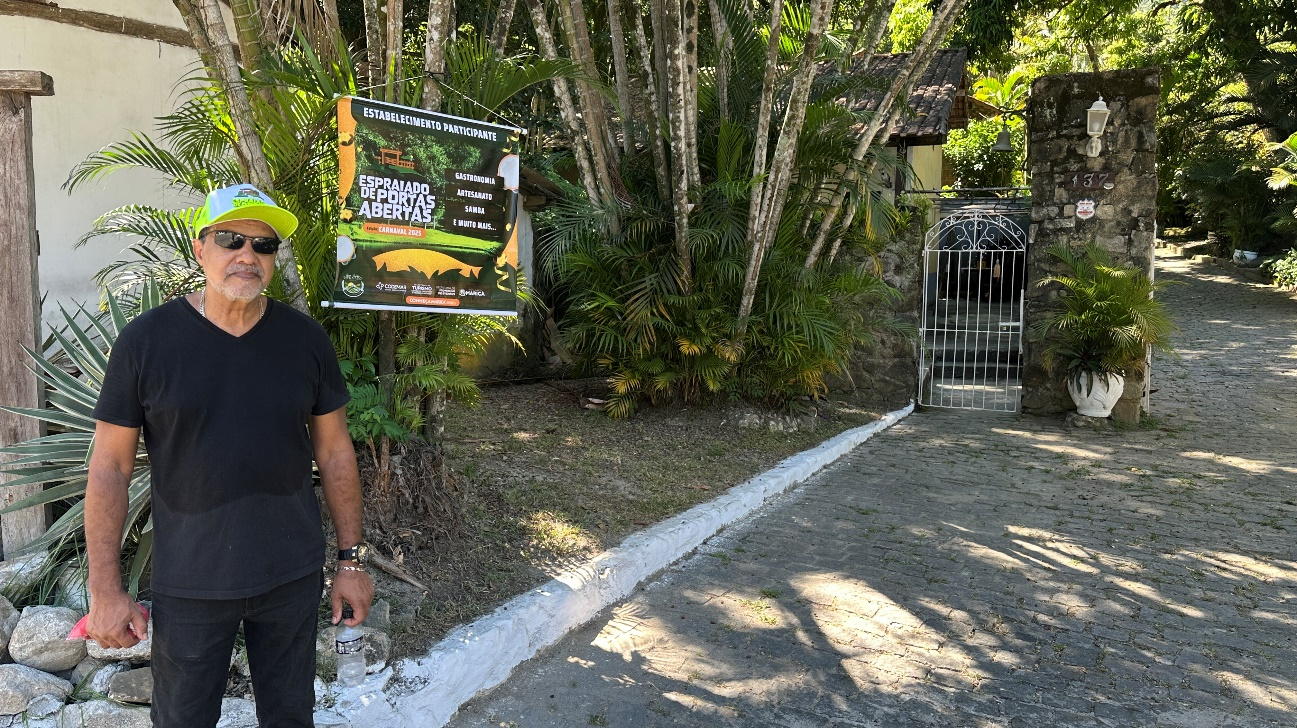 ESTABELECIMENTO PARTICIPANTE
ESPRAIADO
DE PORTAS
ABERTAS
CARNAVAL 2025
GASTRONOMIA
ARTESANATO
SAMBA
E MUITO MAIS...
CODEMAR
TURISMO
MARICÁ
137